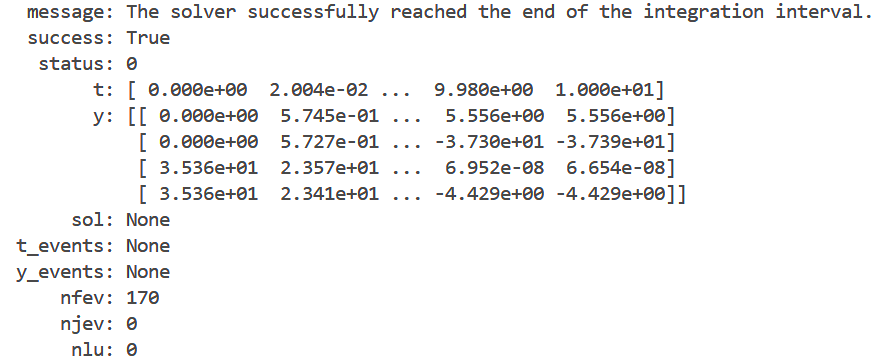 message: The solver successfully reached the end of the integration interval.
success: True
status: 0
t: [ 0.000e+00  2.004e-02 ...  9.980e+00  1.000e+01]
y: [[ 0.000e+00  5.745e-01 ...  5.556e+00  5.556e+00]
[ 0.000e+00  5.727e-01 ... -3.730e+01 -3.739e+01]
[ 3.536e+01  2.357e+01 ...  6.952e-08  6.654e-08]
[ 3.536e+01  2.341e+01 ... -4.429e+00 -4.429e+00]]
sol: None
t_events: None
y_events: None
nfev: 170
njev: 0
nlu: 0